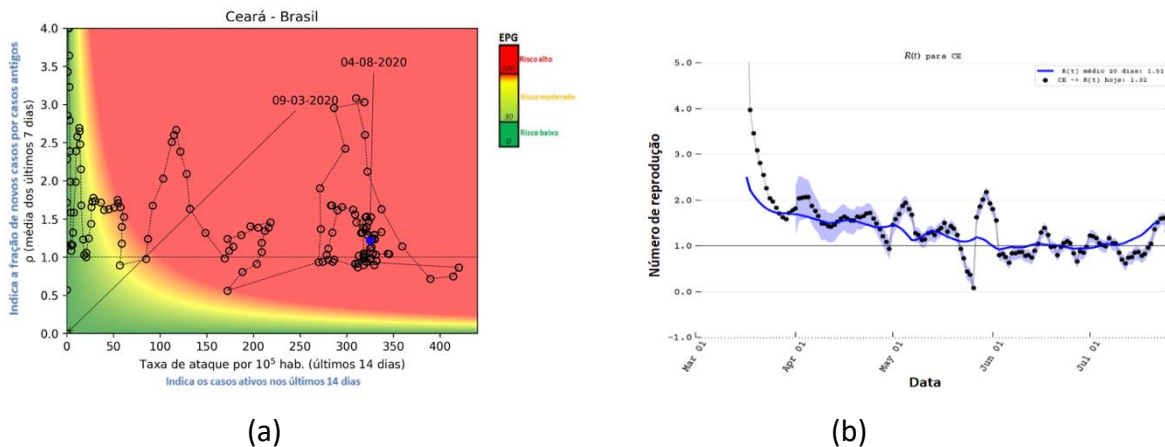 Ceará - Brasil
Indica a fração de novos casos por casos antigos
ρ (média dos últimos 7 dias)
4.0
3.5
3.0
2.5
2.0
1.5
1.0
0.5
0.0
04-08-2020
09-03-2020
0 50 100 150 200 250 300 350 400
Taxa de ataque por 10⁵ hab. (últimos 14 dias)
Indica os casos ativos nos últimos 14 dias
EPG
Risco alto
100
Risco moderado
30
Risco baixo
0
(a)
R(t) para CE
R(t) médio 20 dias: 1.51
CE -> R(t) hoje: 1.32
Número de reprodução
5.0
4.0
3.0
2.0
1.0
0.0
-1.0
Mar 01
Apr 01
May 01
Jun 01
Jul 01
Data
(b)